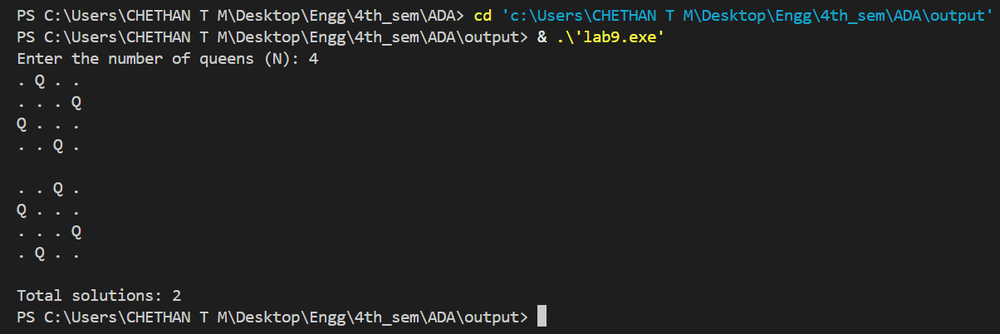 PS C:\Users\CHETHAN T M\Desktop\Engg\4th_sem\ADA> cd 'c:\Users\CHETHAN T M\Desktop\Engg\4th_sem\ADA\output'
PS C:\Users\CHETHAN T M\Desktop\Engg\4th_sem\ADA\output> & .\'lab9.exe'
Enter the number of queens (N): 4
. Q . .
. . . Q
Q . . .
. . Q .

. . Q .
Q . . .
. . . Q
. Q . .

Total solutions: 2
PS C:\Users\CHETHAN T M\Desktop\Engg\4th_sem\ADA\output>